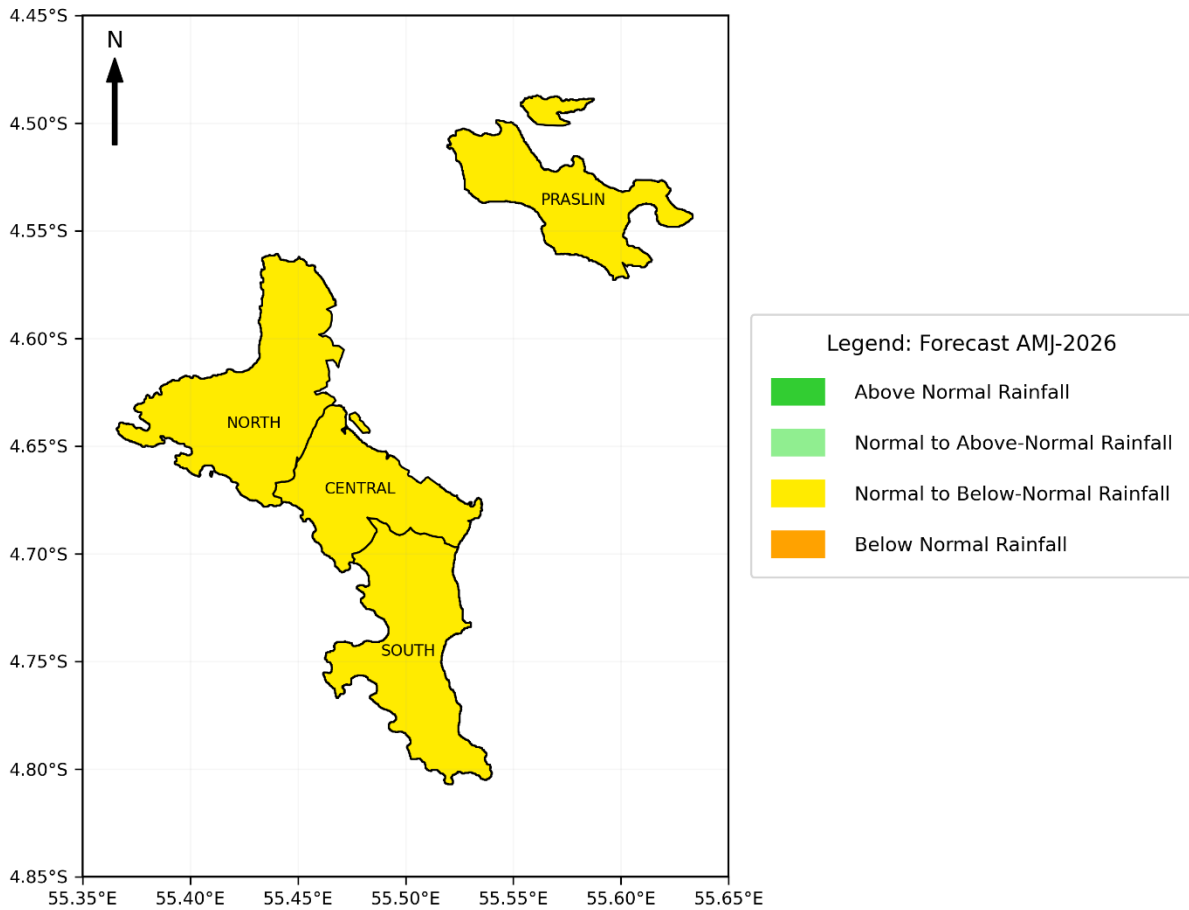 4.45°S
N
4.50°S
PRASLIN
4.55°S
4.60°S
Legend: Forecast AMJ-2026
Above Normal Rainfall
Normal to Above-Normal Rainfall
Normal to Below-Normal Rainfall
Below Normal Rainfall
NORTH
4.65°S
CENTRAL
4.70°S
SOUTH
4.75°S
4.80°S
4.85°S
55.35°E 55.40°E 55.45°E 55.50°E 55.55°E 55.60°E 55.65°E